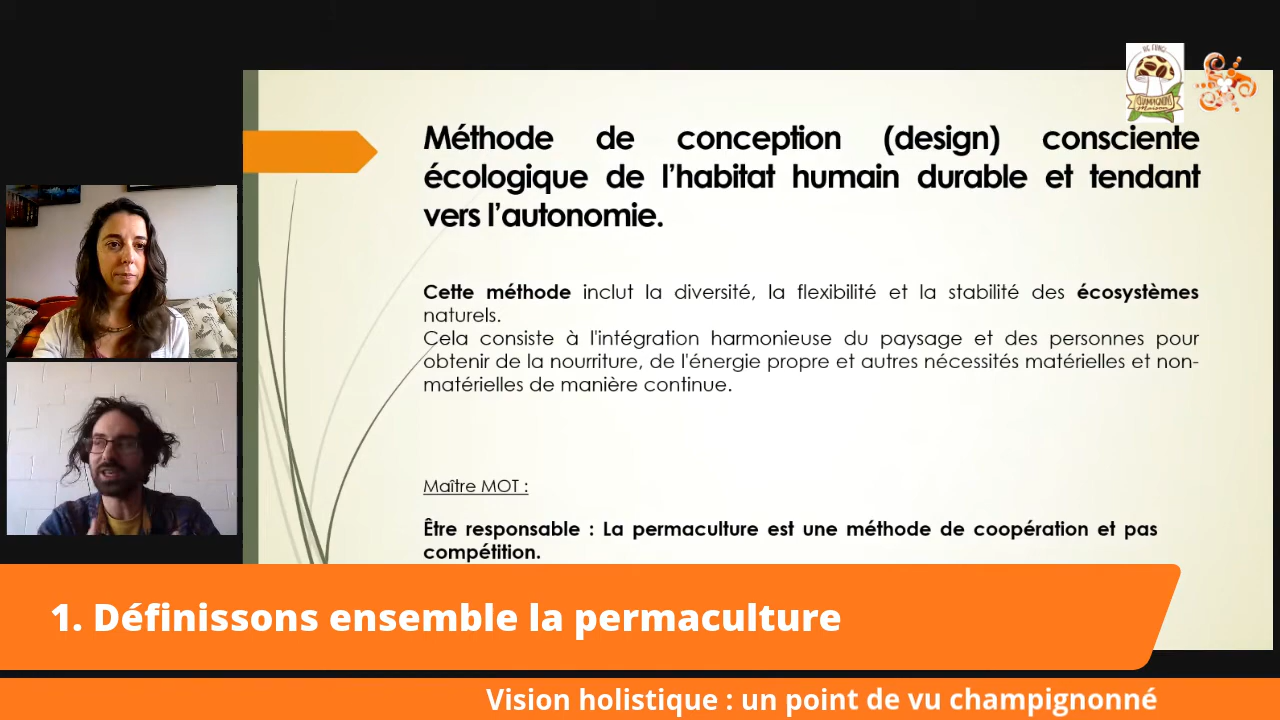 BG FUNGI
CHAMPIGNONS
Maison
Méthode de conception (design) consciente
écologique de l'habitat humain durable et tendant
vers l'autonomie.
Cette méthode inclut la diversité, la flexibilité et la stabilité des écosystèmes
naturels.
Cela consiste à l'intégration harmonieuse du paysage et des personnes pour
obtenir de la nourriture, de l'énergie propre et autres nécessités matérielles et non-
matérielles de manière continue.
Maître MOT :
Être responsable : La permaculture est une méthode de coopération et pas
compétition.
1. Définissons ensemble la permaculture
Vision holistique : un point de vu champignonné